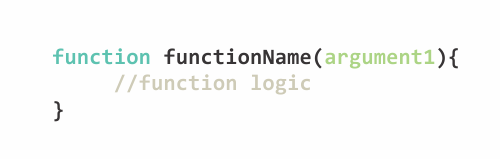 function functionName(argument1){
//function logic
}